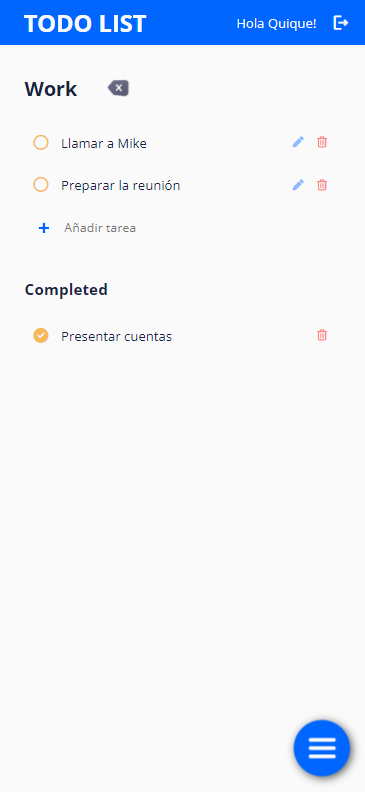 TODO LIST
Hola Quique!
Work
Llamar a Mike
Preparar la reunión
Añadir tarea
Completed
Presentar cuentas